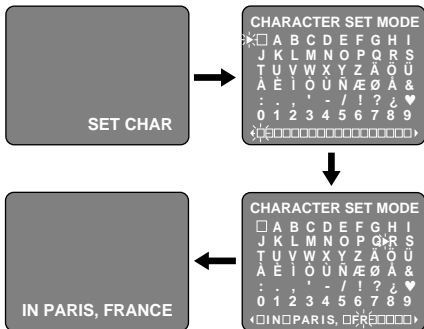 SET CHAR
CHARACTER SET MODE
▶□ A B C D E F G H I
J K L M N O P Q R S
T U V W X Y Z Ä Ö Ü
À È Ì Ò Ù Ñ Æ Ø Å &
: . , ' - / ! ? ¿ ♥
0 1 2 3 4 5 6 7 8 9
CHARACTER SET MODE
□ A B C D E F G H I
J K L M N O P Q▶R S
T U V W X Y Z Ä Ö Ü
À È Ì Ò Ù Ñ Æ Ø Å &
: . , ' - / ! ? ¿ ♥
0 1 2 3 4 5 6 7 8 9
◀□IN□PARIS,□FR□□□□□▶
IN PARIS, FRANCE